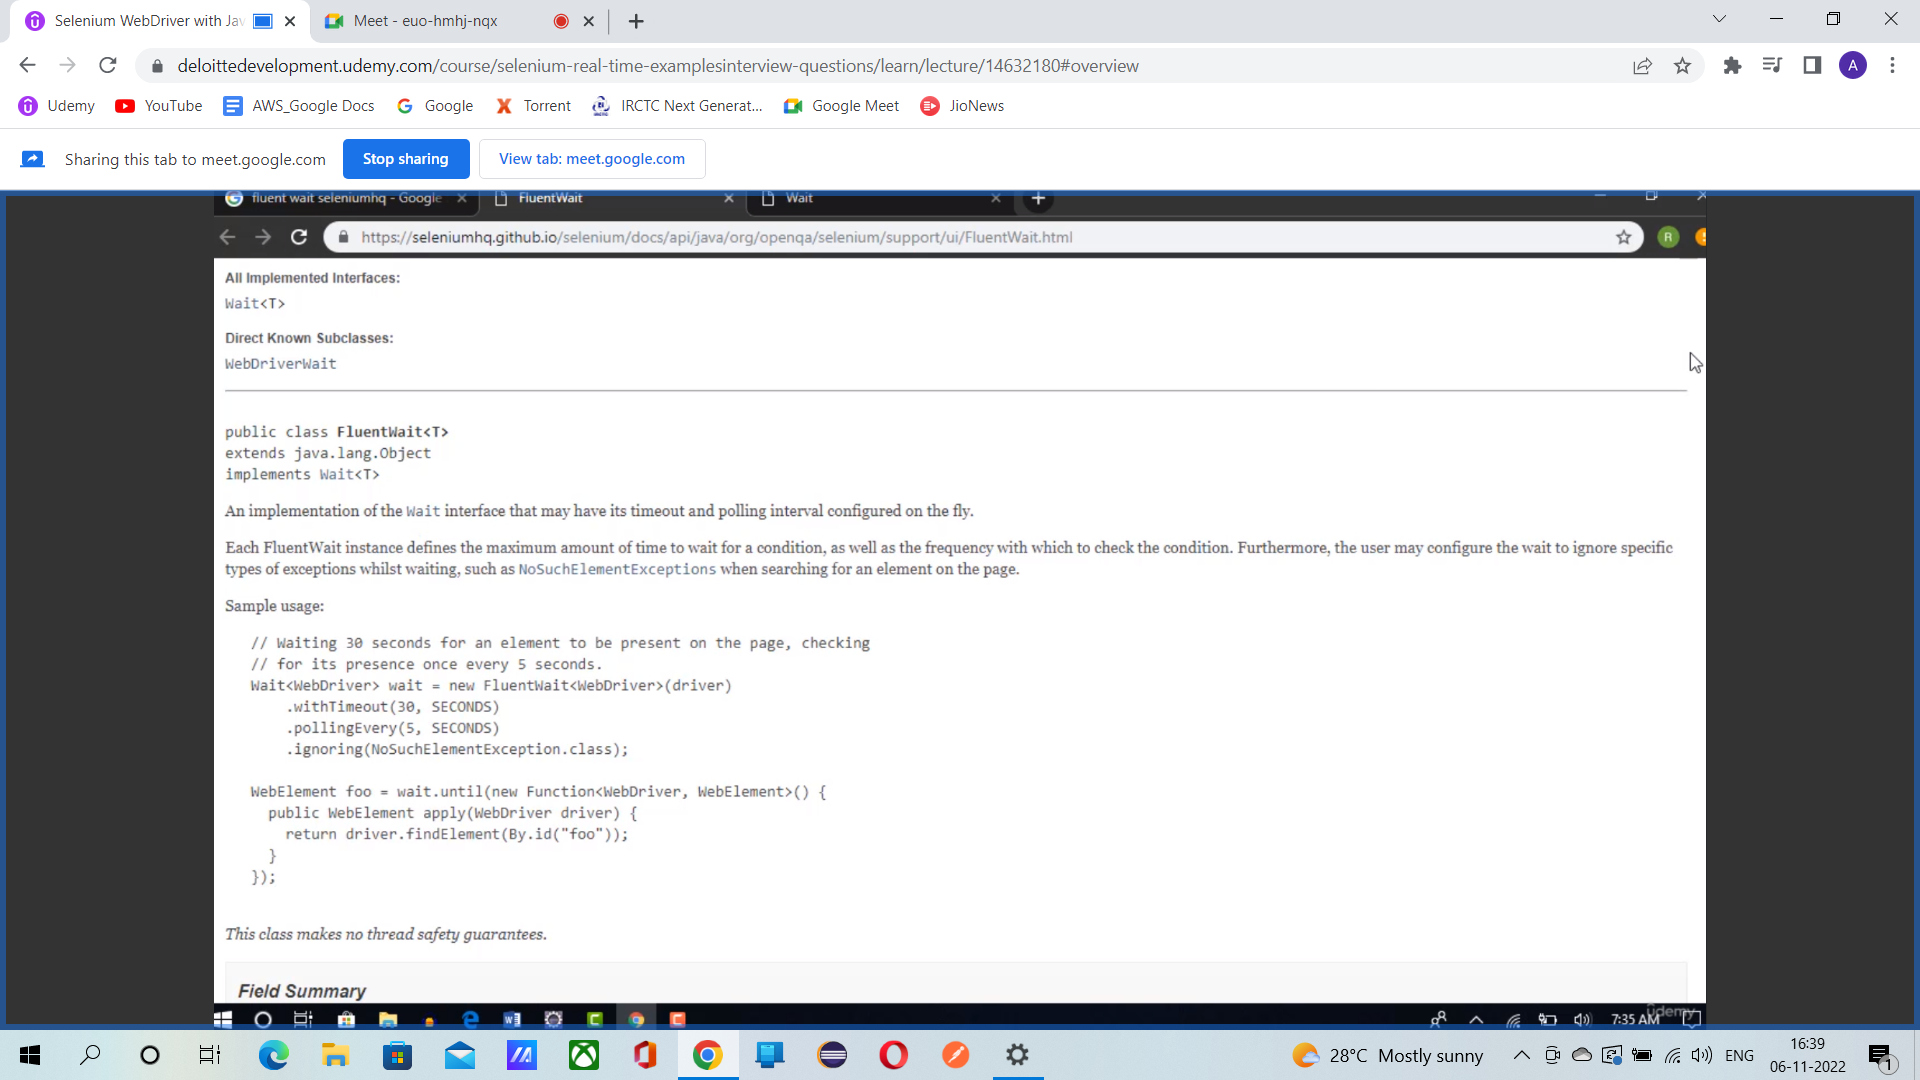 Selenium WebDriver with Jav
Meet - euo-hmhj-nqx
deloittedevelopment.udemy.com/course/selenium-real-time-examplesinterview-questions/learn/lecture/14632180#overview
A
Udemy
YouTube
AWS_Google Docs
Google
Torrent
IRCTC Next Generat...
Google Meet
JioNews
Sharing this tab to meet.google.com
Stop sharing
View tab: meet.google.com
fluent wait seleniumhq - Google
FluentWait
Wait
https://seleniumhq.github.io/selenium/docs/api/java/org/openqa/selenium/support/ui/FluentWait.html
R
All Implemented Interfaces:
Wait<T>
Direct Known Subclasses:
WebDriverWait
public class FluentWait<T>
extends java.lang.Object
implements Wait<T>
An implementation of the Wait interface that may have its timeout and polling interval configured on the fly.
Each FluentWait instance defines the maximum amount of time to wait for a condition, as well as the frequency with which to check the condition. Furthermore, the user may configure the wait to ignore specific
types of exceptions whilst waiting, such as NoSuchElementExceptions when searching for an element on the page.
Sample usage:
// Waiting 30 seconds for an element to be present on the page, checking
// for its presence once every 5 seconds.
Wait<WebDriver> wait = new FluentWait<WebDriver>(driver)
.withTimeout(30, SECONDS)
.pollingEvery(5, SECONDS)
.ignoring(NoSuchElementException.class);
WebElement foo = wait.until(new Function<WebDriver, WebElement>() {
public WebElement apply(WebDriver driver) {
return driver.findElement(By.id("foo"));
}
});
This class makes no thread safety guarantees.
Field Summary
7:35 AM
udemy
28°C Mostly sunny
ENG
16:39
06-11-2022
1